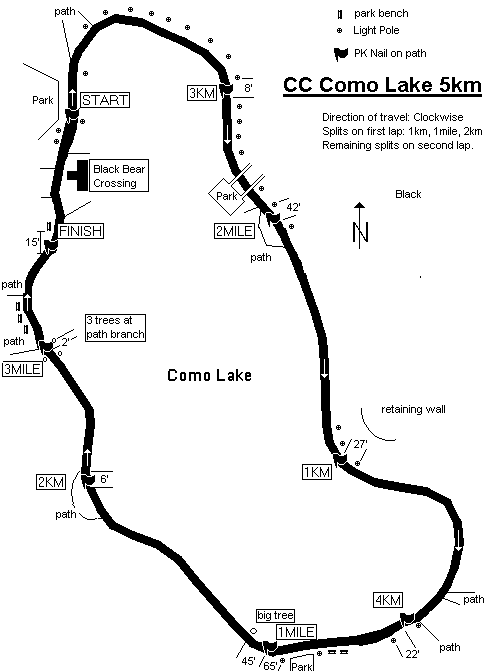 path
park bench
Light Pole
PK Nail on path
CC Como Lake 5km
Direction of travel: Clockwise
Splits on first lap: 1km, 1mile, 2km
Remaining splits on second lap.
3KM
8'
Park
START
Black Bear
Crossing
Park
42'
2MILE
path
Black
N
15'
FINISH
path
path
3 trees at
path branch
2'
3MILE
Como Lake
retaining wall
27'
1KM
2KM
6'
path
4KM
path
path
22'
big tree
1MILE
45'
65'
Park